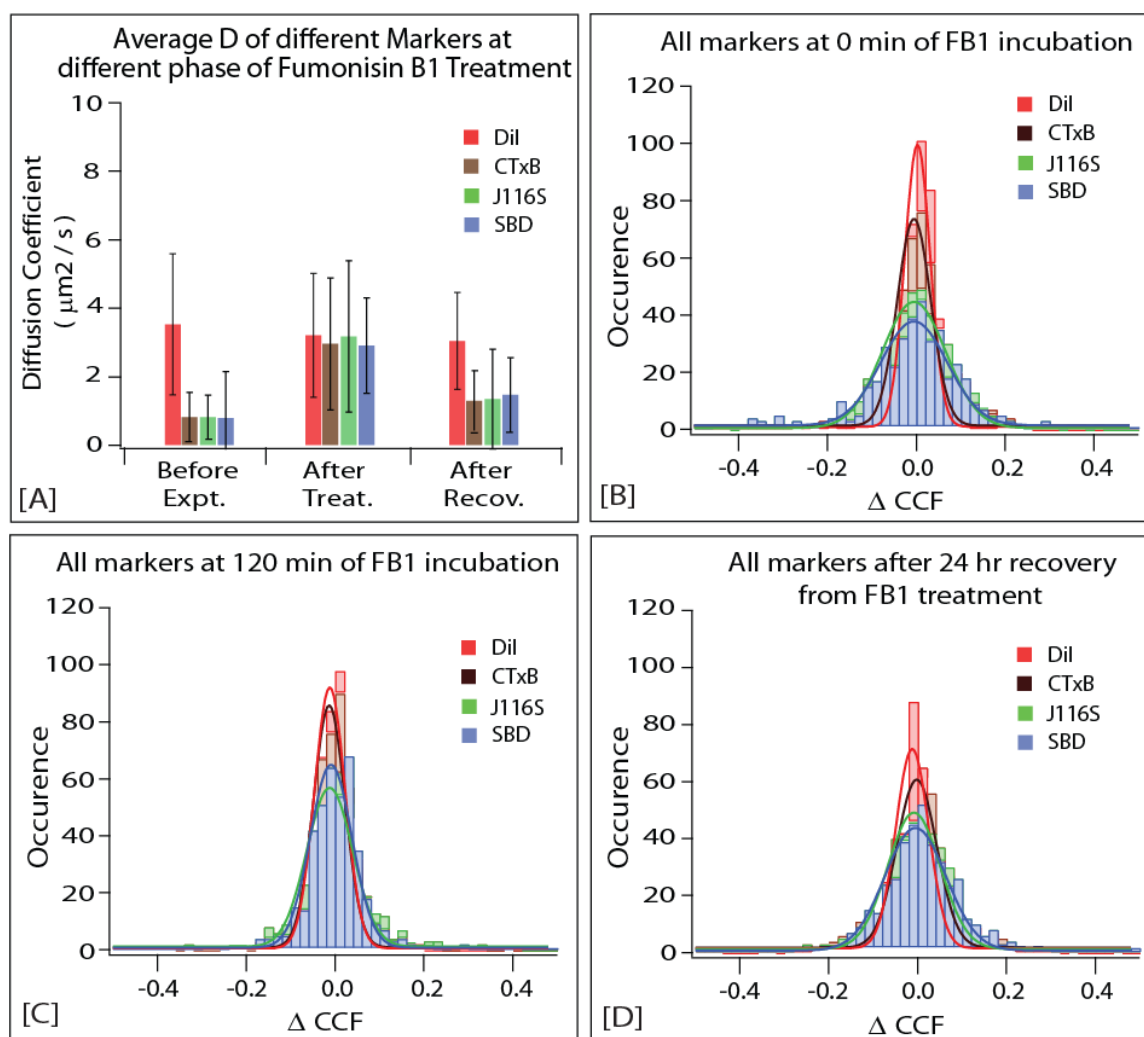 Average D of different Markers at
different phase of Fumonisin B1 Treatment
10
8
6
4
2
0
Diffusion Coefficient
( μm2 / s )
Dil
CTxB
J116S
SBD
Before
Expt.
After
Treat.
After
Recov.
[A]
All markers at 0 min of FB1 incubation
120
100
80
60
40
20
0
Occurence
Dil
CTxB
J116S
SBD
-0.4
-0.2
0.0
0.2
0.4
Δ CCF
[B]
All markers at 120 min of FB1 incubation
120
100
80
60
40
20
0
Occurence
Dil
CTxB
J116S
SBD
-0.4
-0.2
0.0
0.2
0.4
Δ CCF
[C]
All markers after 24 hr recovery
from FB1 treatment
120
100
80
60
40
20
0
Occurence
Dil
CTxB
J116S
SBD
-0.4
-0.2
0.0
0.2
0.4
Δ CCF
[D]